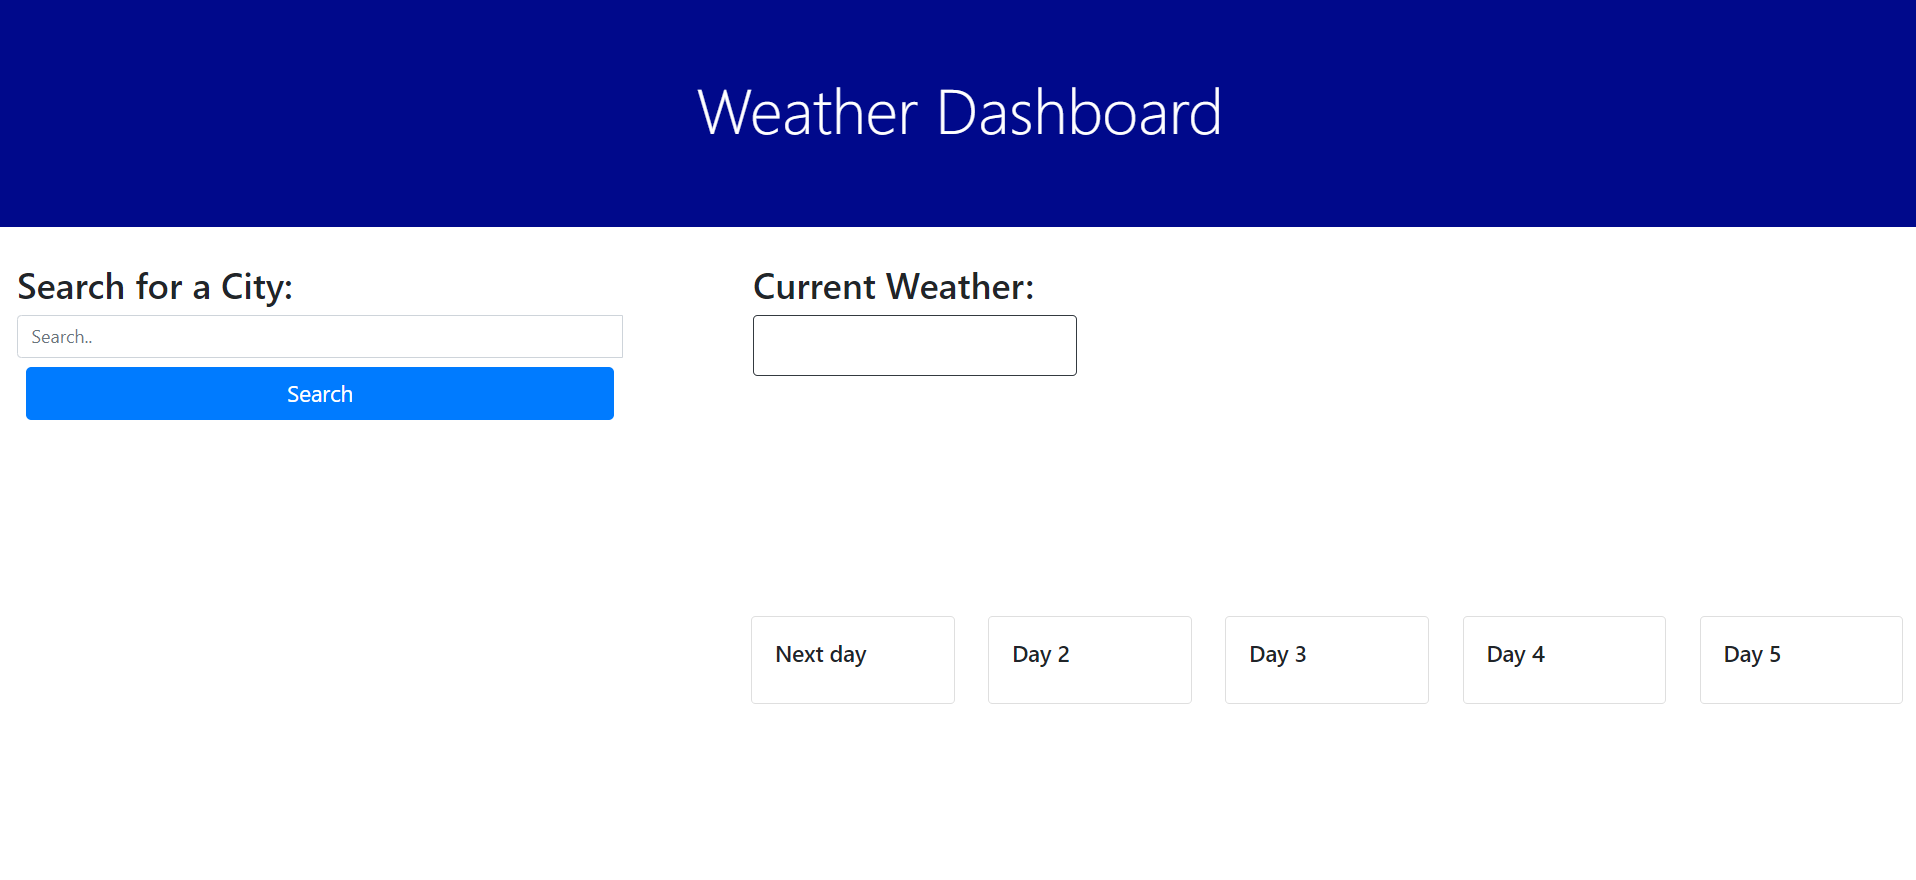 Weather Dashboard
Search for a City:
Search..
Search
Current Weather:
Next day
Day 2
Day 3
Day 4
Day 5